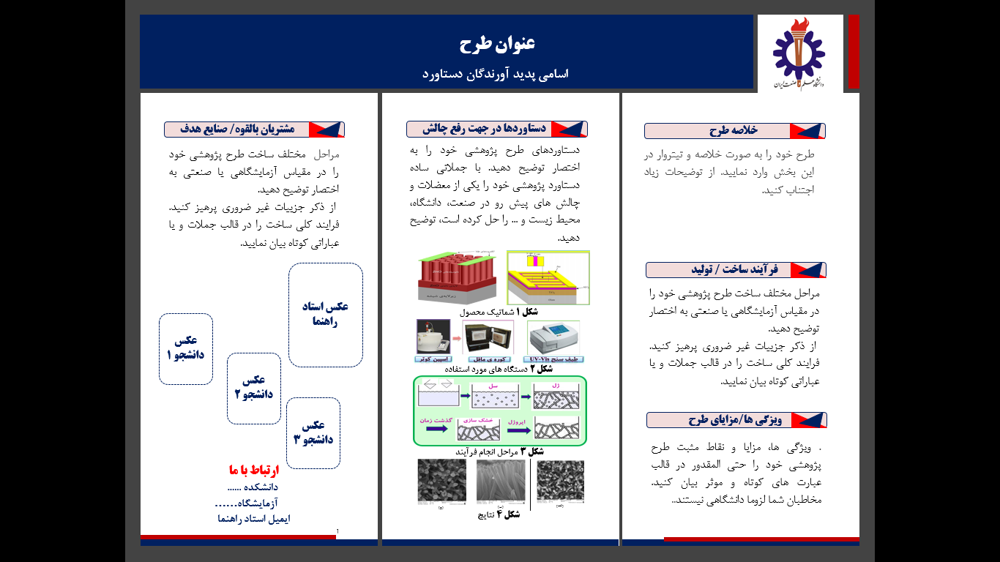 عنوان طرح
اسامی پدید آورندگان دستاورد
دانشگاه علم و صنعت ایران
خلاصه طرح
طرح خود را به صورت خلاصه و تیتروار در
این بخش وارد نمایید. از توضیحات زیاد
اجتناب کنید.
فرآیند ساخت / تولید
مراحل مختلف ساخت طرح پژوهشی خود را
در مقیاس آزمایشگاهی یا صنعتی به اختصار
توضیح دهید.
از ذکر جزییات غیر ضروری پرهیز کنید.
فرایند کلی ساخت را در قالب جملات و یا
عباراتی کوتاه بیان نمایید.
ویژگی ها/مزایای طرح
. ویژگی ها، مزایا و نقاط مثبت طرح
پژوهشی خود را حتی المقدور در قالب
عبارت های کوتاه و موثر بیان کنید.
مخاطبان شما لزوما دانشگاهی نیستند..
دستاوردها در جهت رفع چالش
دستاوردهای طرح پژوهشی خود را به
اختصار توضیح دهید. با جملاتی ساده
دستاورد پژوهشی خود را یکی از معضلات و
چالش های پیش رو در صنعت، دانشگاه،
محیط زیست و ... را حل کرده است، توضیح
دهید.
شکل ۱ شماتیک محصول
طیف سنج UV-Vis
کوره ی مافل
اسپین کوتر
شکل ۲ دستگاه های مورد استفاده
ژل
سل
گذشت زمان
خشک سازی
ایروژل
شکل ۳ مراحل انجام فرآیند
(الف)
(ب)
(ج)
شکل ۴ نتایج
مشتریان بالقوه/ صنایع هدف
مراحل مختلف ساخت طرح پژوهشی خود
را در مقیاس آزمایشگاهی یا صنعتی به
اختصار توضیح دهید.
از ذکر جزییات غیر ضروری پرهیز کنید.
فرایند کلی ساخت را در قالب جملات و یا
عباراتی کوتاه بیان نمایید.
عکس استاد
راهنما
عکس
دانشجو ۱
عکس
دانشجو ۲
عکس
دانشجو ۳
ارتباط با ما
دانشکده ......
آزمایشگاه......
ایمیل استاد راهنما
۱